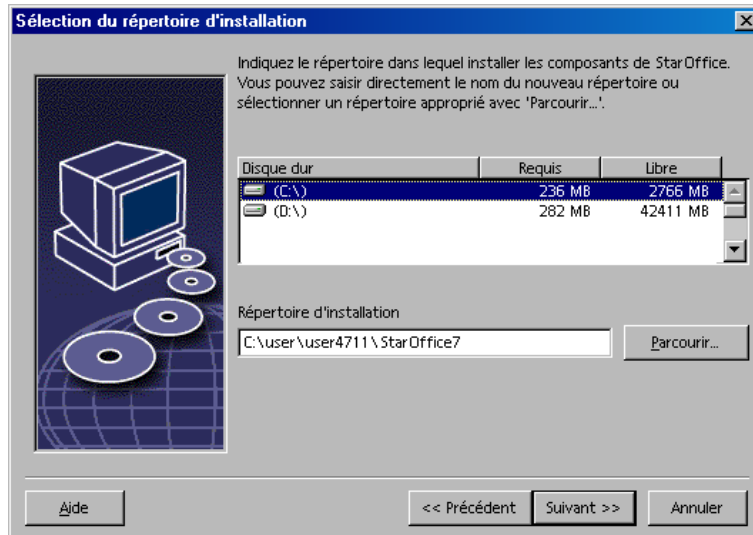 Sélection du répertoire d'installation
Indiquez le répertoire dans lequel installer les composants de StarOffice.
Vous pouvez saisir directement le nom du nouveau répertoire ou
sélectionner un répertoire approprié avec 'Parcourir...'.
Disque dur Requis Libre
(C:\) 236 MB 2766 MB
(D:\) 282 MB 42411 MB
Répertoire d'installation
C:\user\user4711\StarOffice7 Parcourir...
Aide << Précédent Suivant >> Annuler